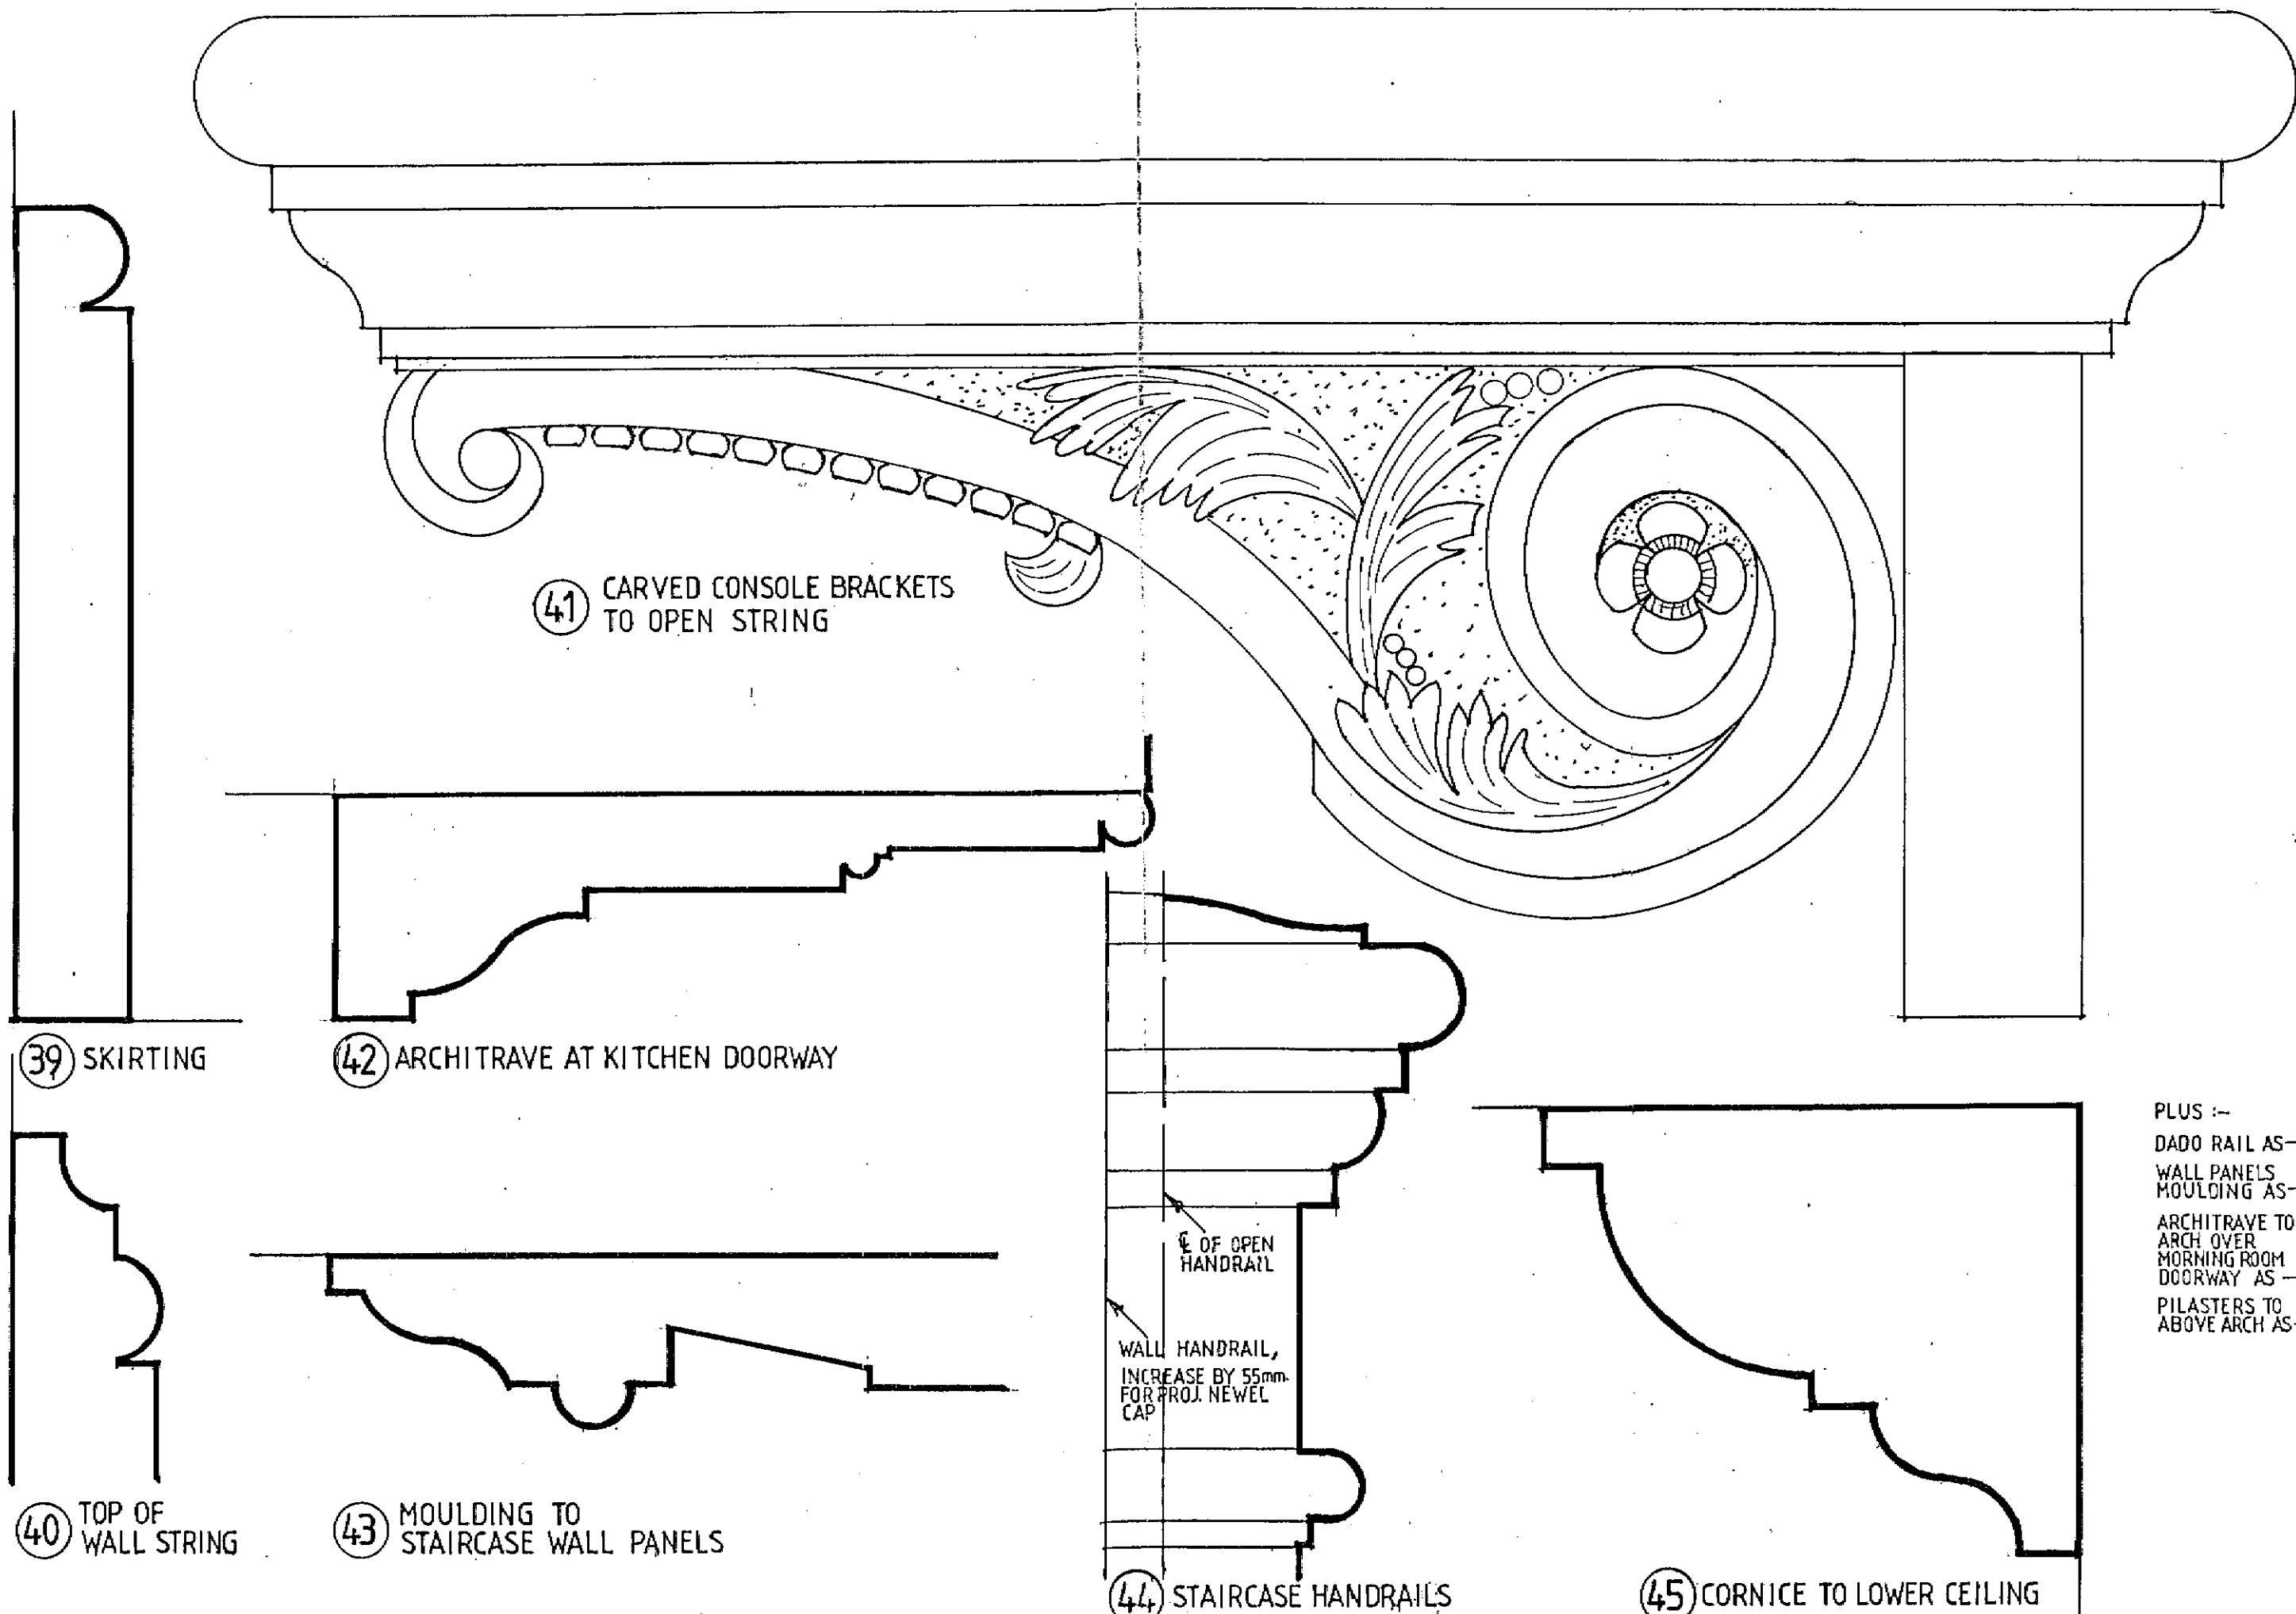 41 CARVED CONSOLE BRACKETS
TO OPEN STRING
39 SKIRTING
42 ARCHITRAVE AT KITCHEN DOORWAY
40 TOP OF
WALL STRING
43 MOULDING TO
STAIRCASE WALL PANELS
℄ OF OPEN
HANDRAIL
WALL HANDRAIL,
INCREASE BY 55mm.
FOR PROJ. NEWEL
CAP
44 STAIRCASE HANDRAILS
45 CORNICE TO LOWER CEILING
PLUS :-
DADO RAIL AS—
WALL PANELS
MOULDING AS—
ARCHITRAVE TO
ARCH OVER
MORNING ROOM
DOORWAY AS —
PILASTERS TO
ABOVE ARCH AS—